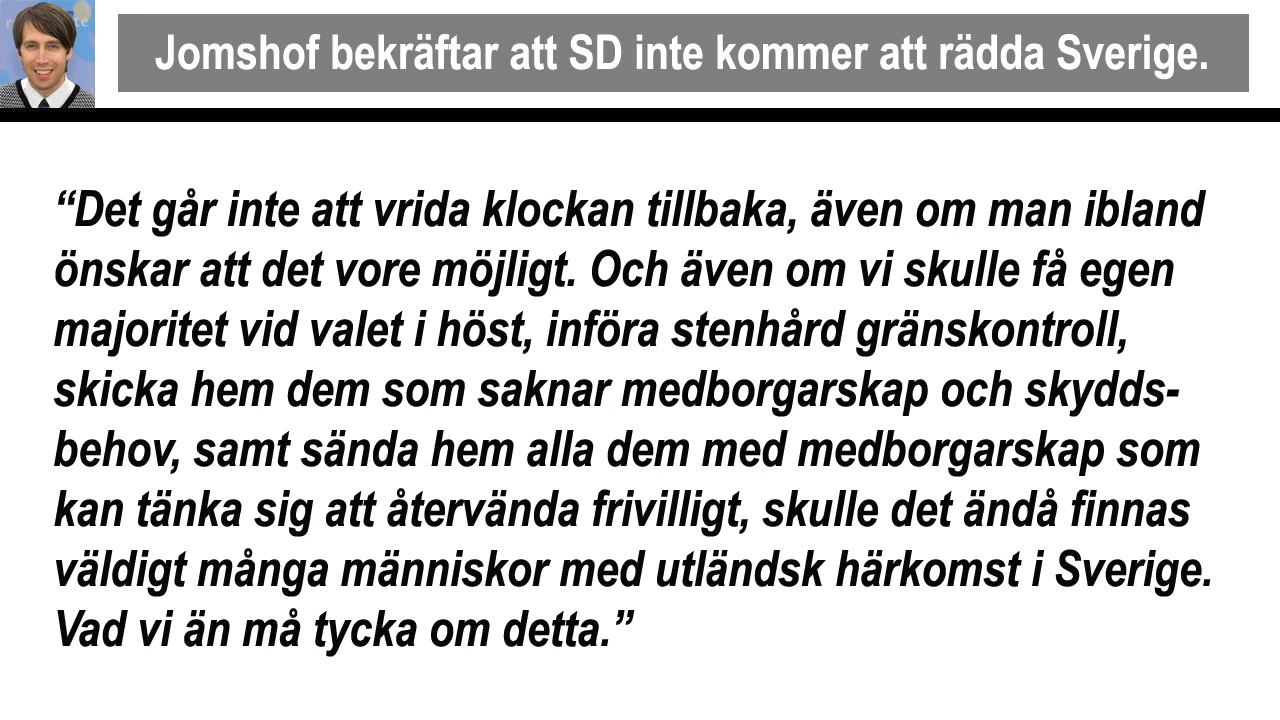 Jomshof bekräftar att SD inte kommer att rädda Sverige.
“Det går inte att vrida klockan tillbaka, även om man ibland
önskar att det vore möjligt. Och även om vi skulle få egen
majoritet vid valet i höst, införa stenhård gränskontroll,
skicka hem dem som saknar medborgarskap och skydds-
behov, samt sända hem alla dem med medborgarskap som
kan tänka sig att återvända frivilligt, skulle det ändå finnas
väldigt många människor med utländsk härkomst i Sverige.
Vad vi än må tycka om detta.”